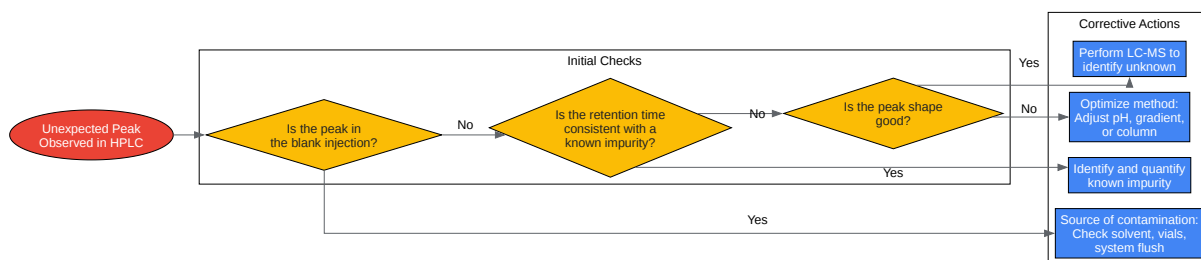 Corrective Actions
Initial Checks
Unexpected Peak
Observed in HPLC
Is the peak in
the blank injection?
No
Is the retention time
consistent with a
known impurity?
No
Is the peak shape
good?
Yes
Perform LC-MS to
identify unknown
No
Optimize method:
Adjust pH, gradient,
or column
Yes
Identify and quantify
known impurity
Yes
Source of contamination:
Check solvent, vials,
system flush